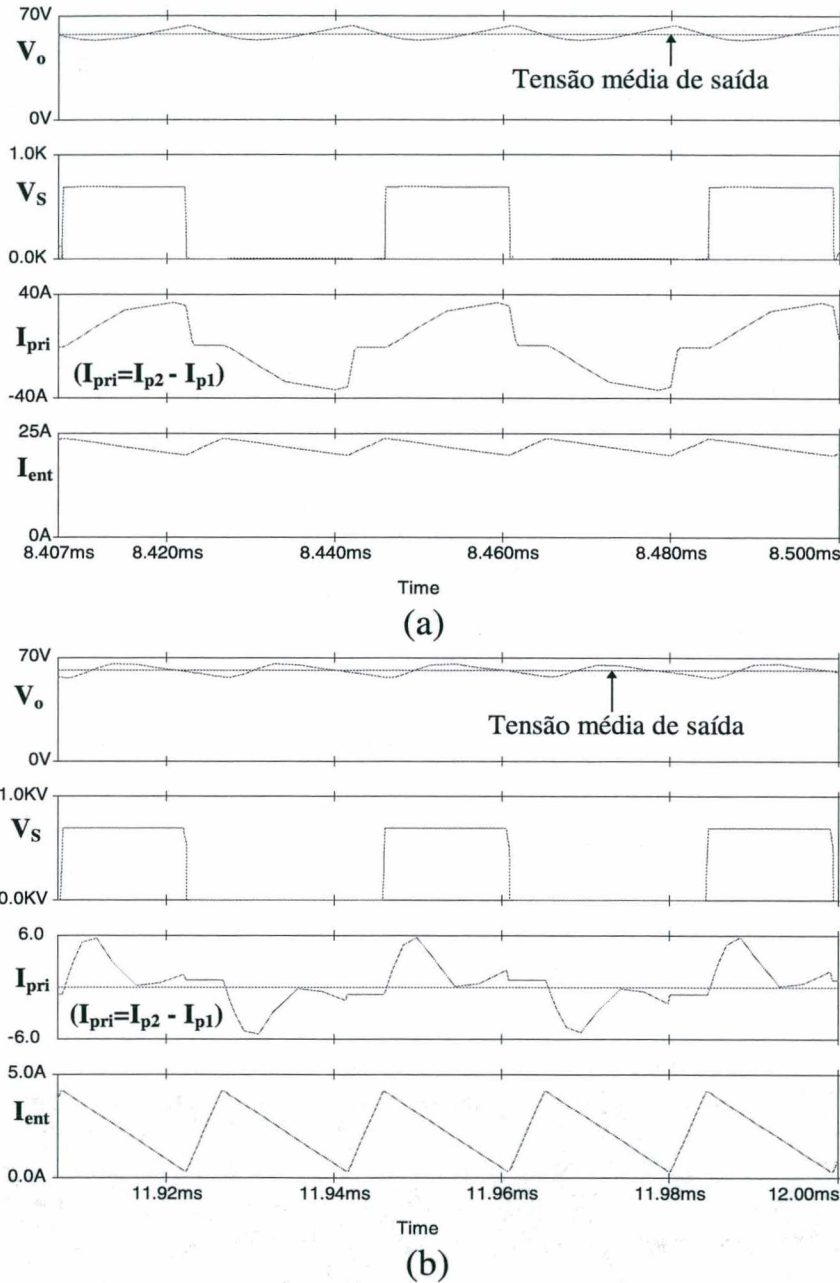 70V
Vo
Tensão média de saída
0V
1.0K
VS
0.0K
40A
Ipri
(Ipri=Ip2 - Ip1)
-40A
25A
Ient
0A
8.407ms 8.420ms 8.440ms 8.460ms 8.480ms 8.500ms
Time
(a)
70V
Vo
Tensão média de saída
0V
1.0KV
VS
0.0KV
6.0
Ipri
(Ipri=Ip2 - Ip1)
-6.0
5.0A
Ient
0.0A
11.92ms 11.94ms 11.96ms 11.98ms 12.00ms
Time
(b)